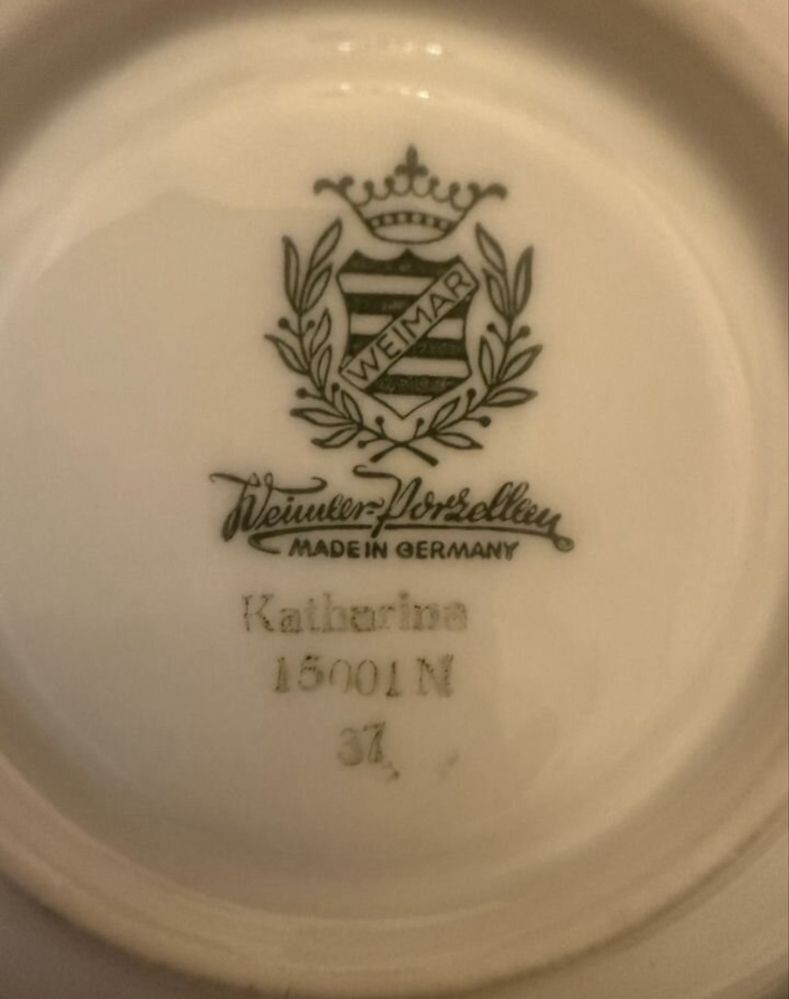 WEIMAR
Weimar-Porzellan
MADE IN GERMANY
Katharina
15001 N
37